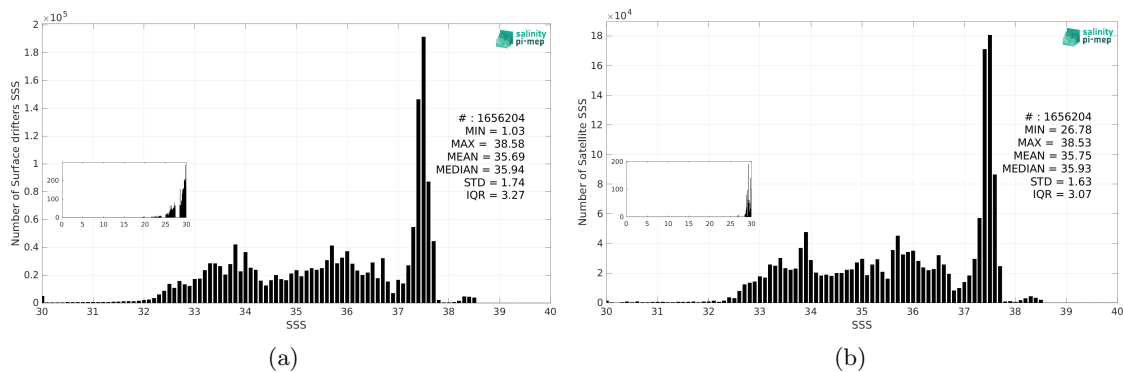 ×10⁵
2
1.8
1.6
1.4
1.2
1
0.8
0.6
0.4
0.2
0
Number of Surface drifters SSS
salinity
pi-mep
# : 1656204
MIN = 1.03
MAX = 38.58
MEAN = 35.69
MEDIAN = 35.94
STD = 1.74
IQR = 3.27
200
100
0
0 5 10 15 20 25 30
30 31 32 33 34 35 36 37 38 39 40
SSS
(a)
×10⁴
20
18
16
14
12
10
8
6
4
2
0
Number of Satellite SSS
salinity
pi-mep
# : 1656204
MIN = 26.78
MAX = 38.53
MEAN = 35.75
MEDIAN = 35.93
STD = 1.63
IQR = 3.07
200
100
0
0 5 10 15 20 25 30
30 31 32 33 34 35 36 37 38 39 40
SSS
(b)